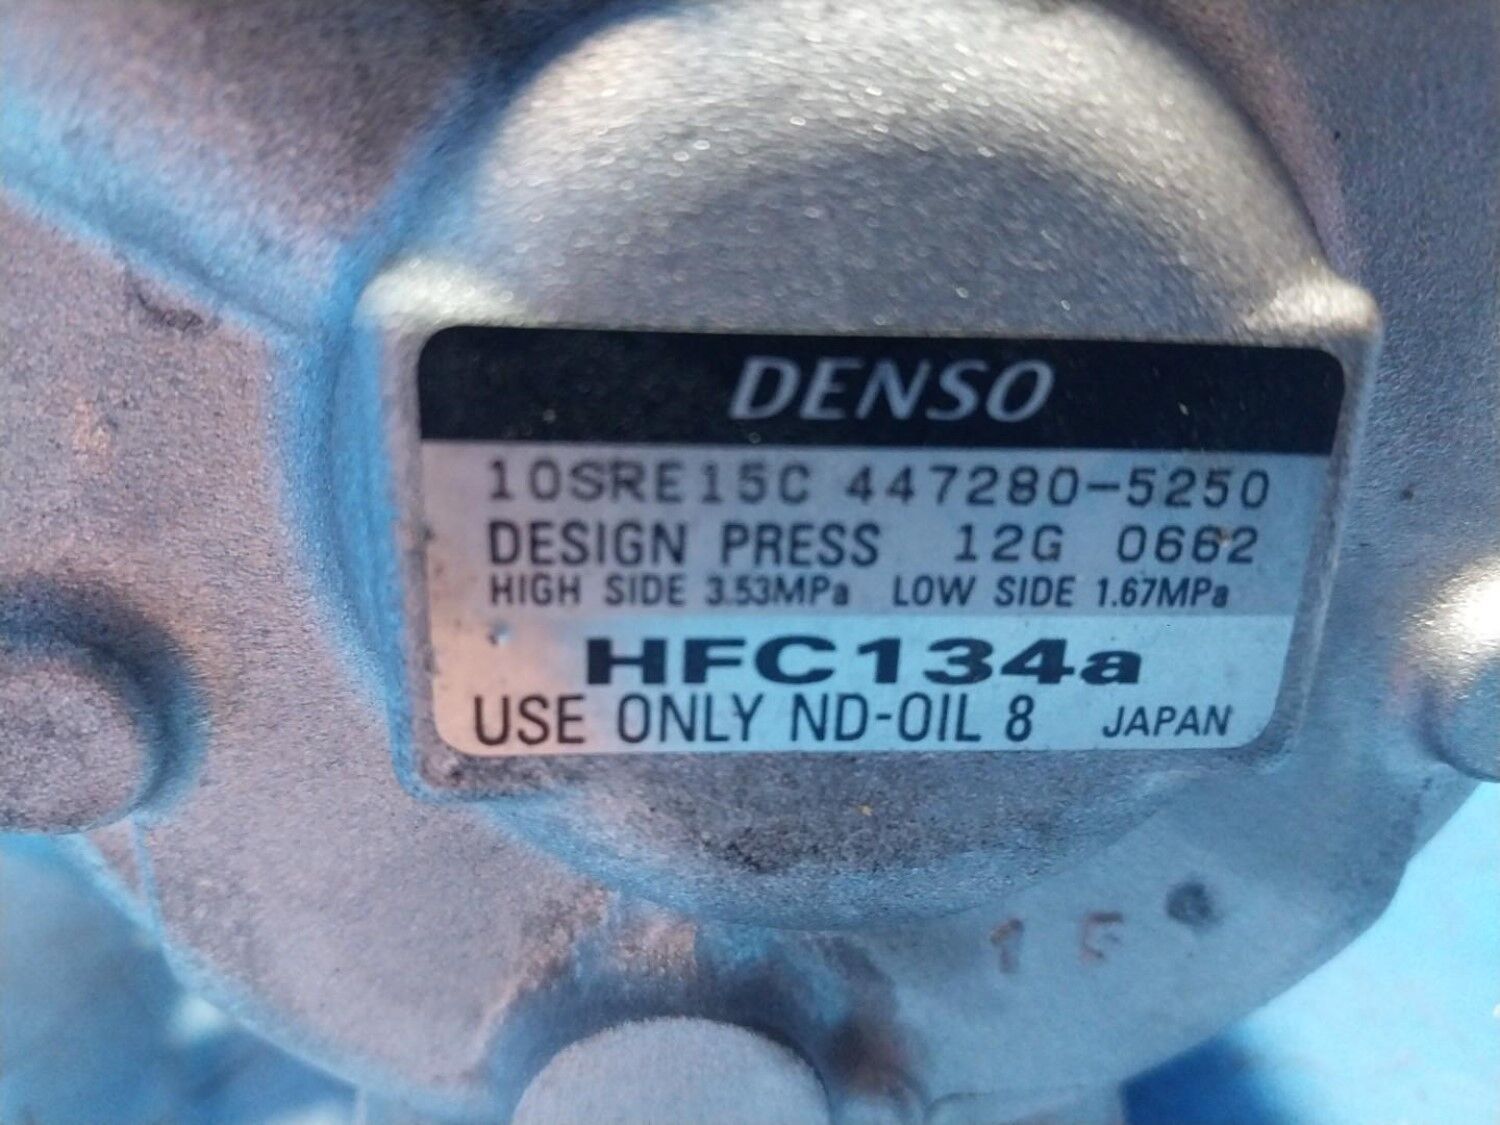 DENSO
10SRE15C 447280-5250
DESIGN PRESS 12G 0662
HIGH SIDE 3.53MPa LOW SIDE 1.67MPa
HFC134a
USE ONLY ND-OIL 8 JAPAN